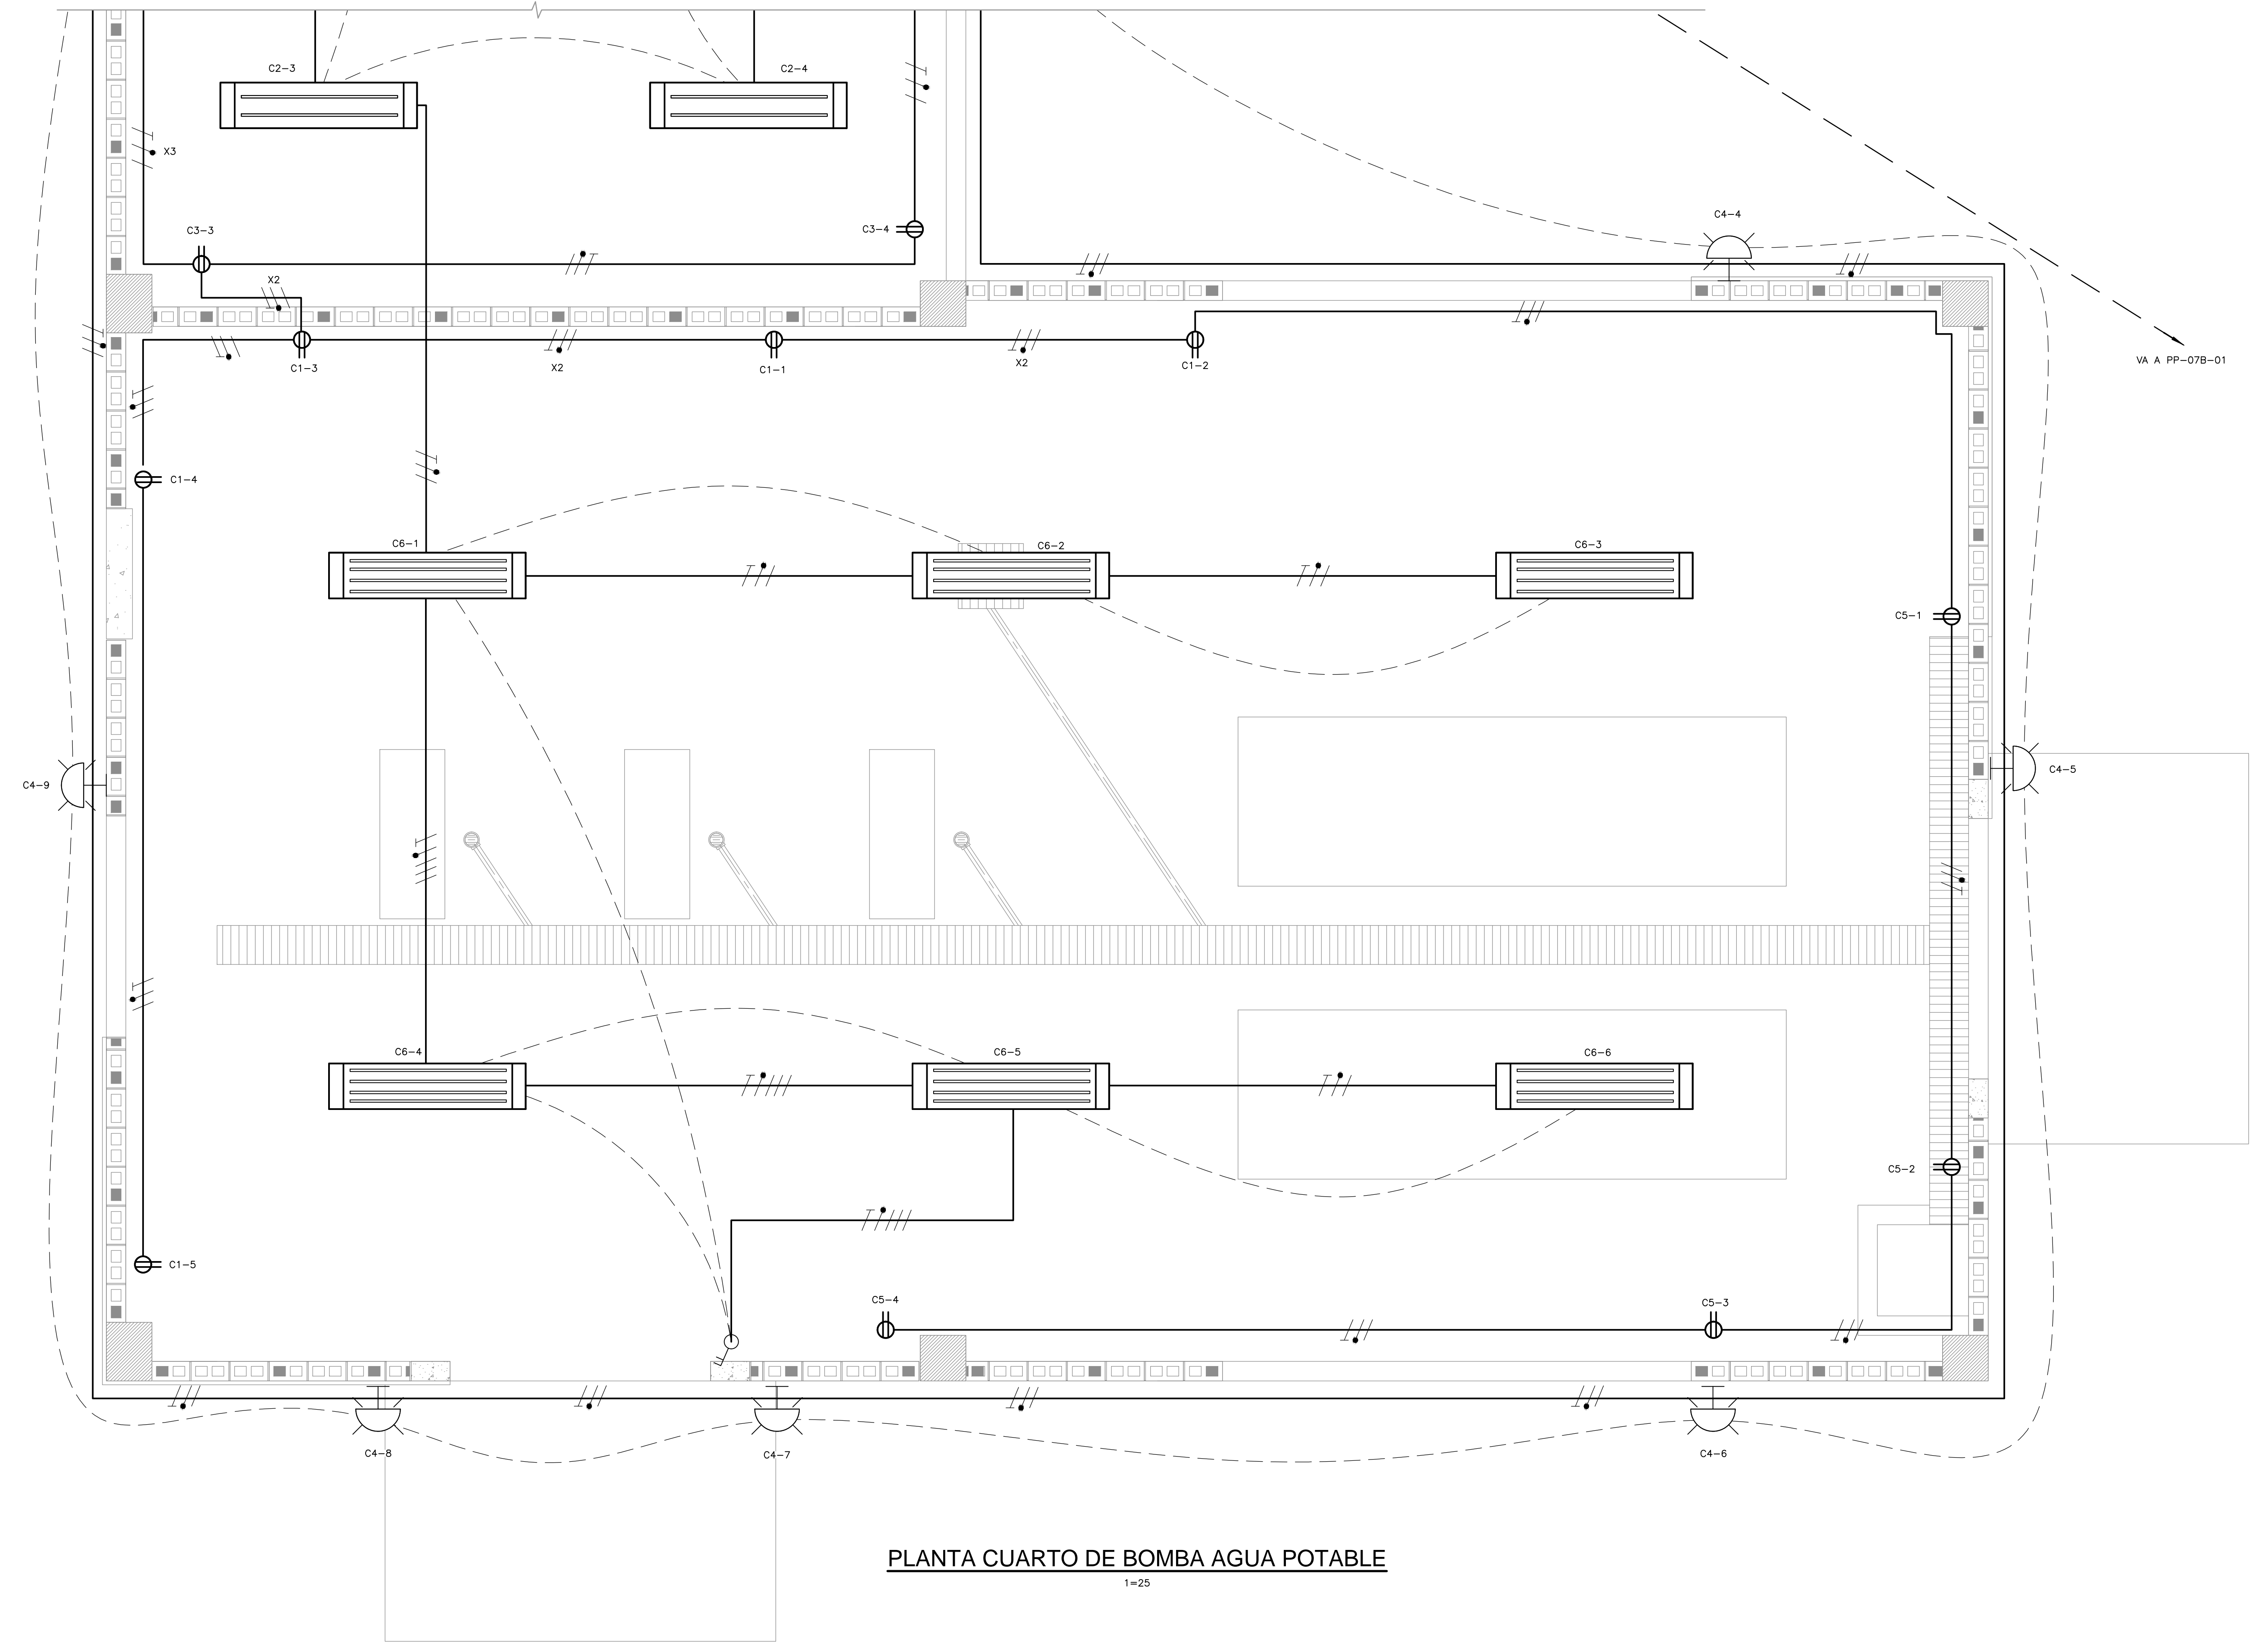 C2-3
C2-4
X3
C3-3
C3-4
C4-4
X2
VA A PP-07B-01
C1-3
X2
C1-1
X2
C1-2
C1-4
C6-1
C6-2
C6-3
C5-1
C4-9
C4-5
C6-4
C6-5
C6-6
C5-2
C1-5
C5-4
C5-3
C4-8
C4-7
C4-6
PLANTA CUARTO DE BOMBA AGUA POTABLE
1=25